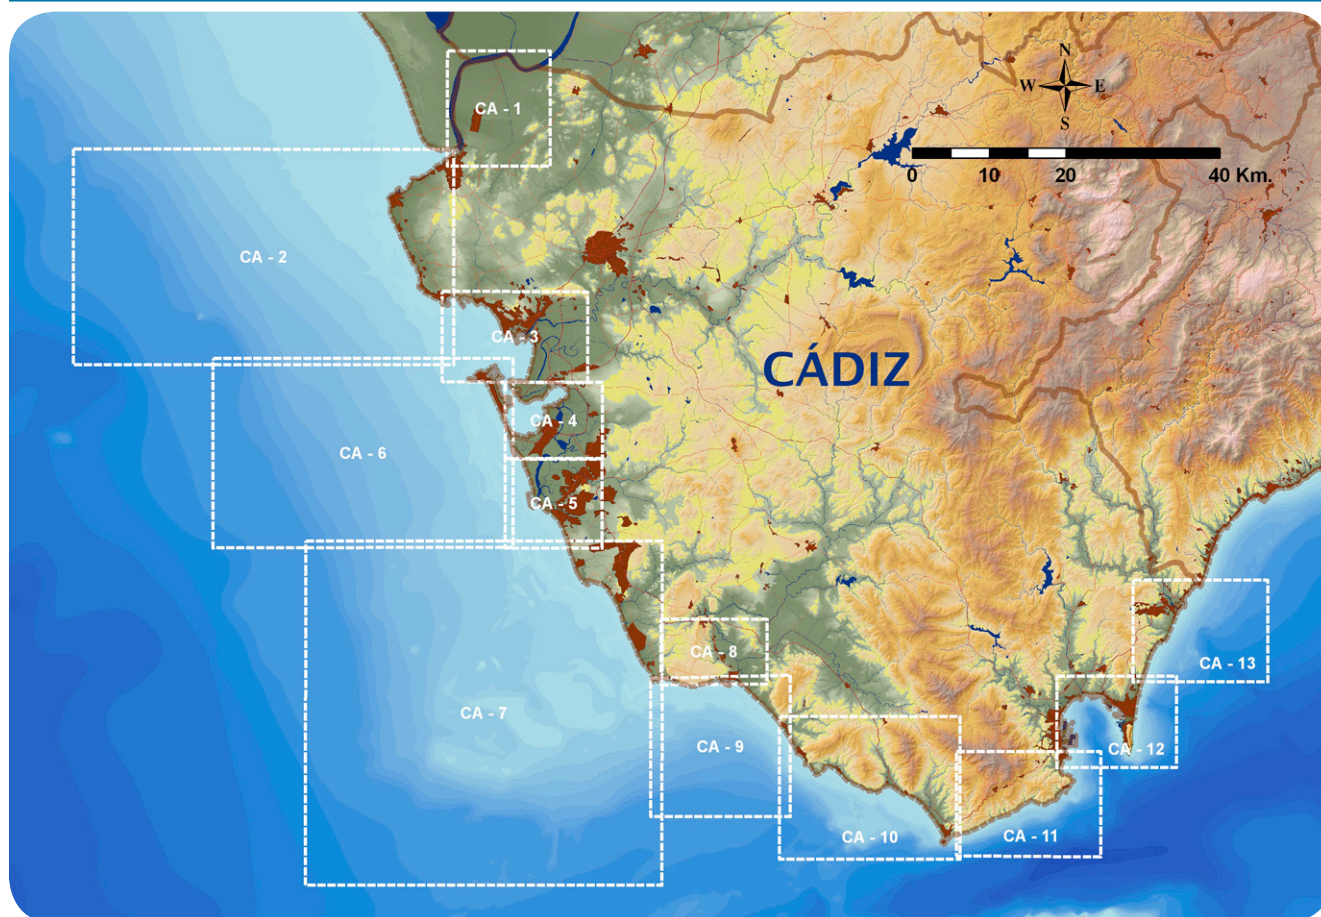 N
CA - 1
W E
S
0 10 20 40 Km.
CA - 2
CA - 3
CÁDIZ
CA - 4
CA - 6
CA - 5
CA - 8
CA - 13
CA - 7
CA - 9
CA - 12
CA - 10
CA - 11